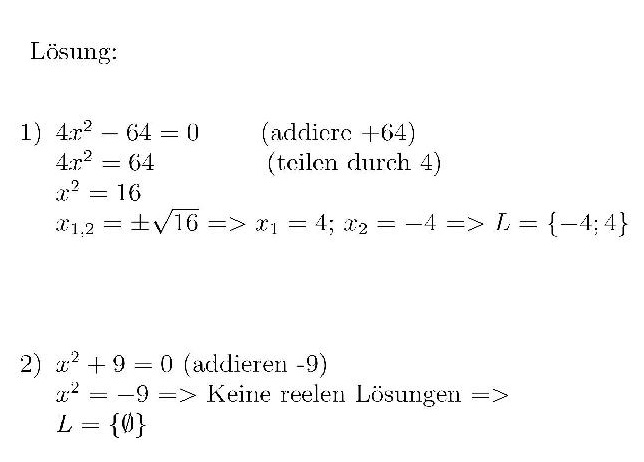 Lösung:
1) 4x² − 64 = 0 (addiere +64)
4x² = 64 (teilen durch 4)
x² = 16
x₁,₂ = ±√16 => x₁ = 4; x₂ = −4 => L = {−4; 4}
2) x² + 9 = 0 (addieren -9)
x² = −9 => Keine reelen Lösungen =>
L = {∅}